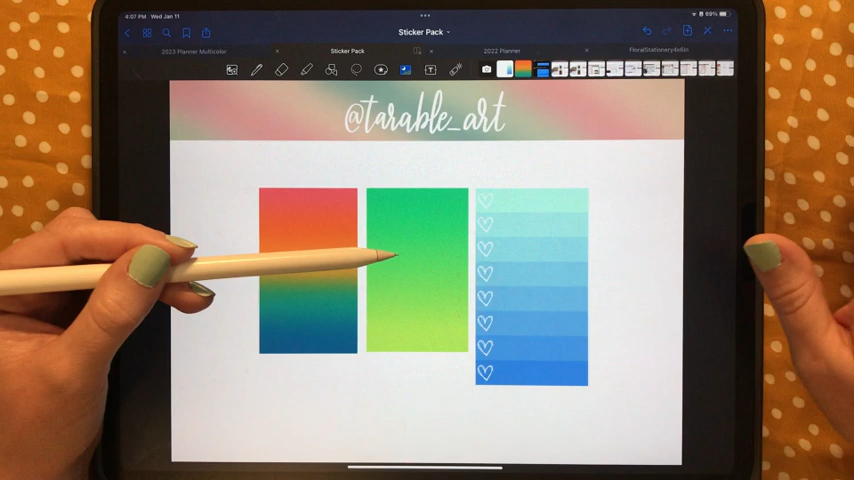 4:07 PM Wed Jan 11
69%
Sticker Pack
2023 Planner Multicolor
Sticker Pack
2022 Planner
FloralStationery4x6in
@tarable_art